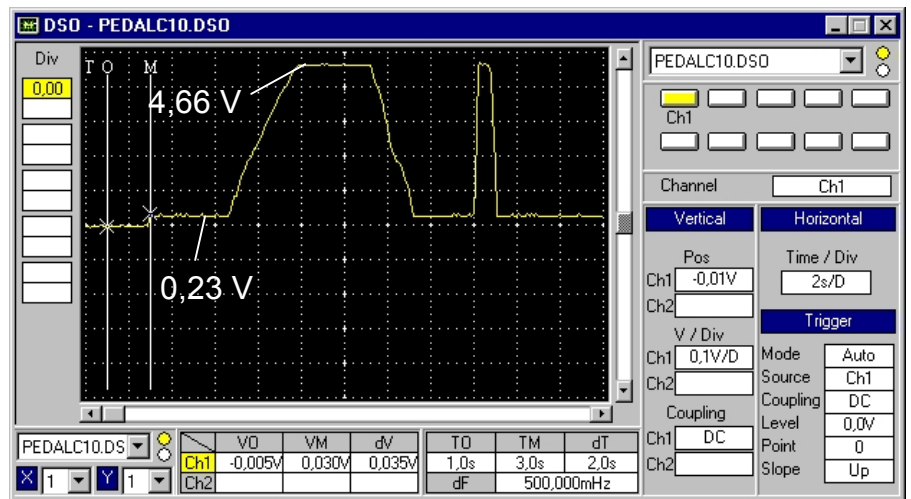 DSO - PEDALC10.DSO
Div
0,00
T O M
4,66 V
0,23 V
PEDALC10.DSO
Ch1
Channel Ch1
Vertical Horizontal
Pos
Ch1 -0,01V
Ch2
Time / Div
2s/D
V / Div
Ch1 0,1V/D
Ch2
Coupling
Ch1 DC
Ch2
Trigger
Mode Auto
Source Ch1
Coupling DC
Level 0,0V
Point 0
Slope Up
PEDALC10.DS
X 1 Y 1
VO VM dV
Ch1 -0,005V 0,030V 0,035V
Ch2
TO TM dT
1,0s 3,0s 2,0s
dF 500,000mHz